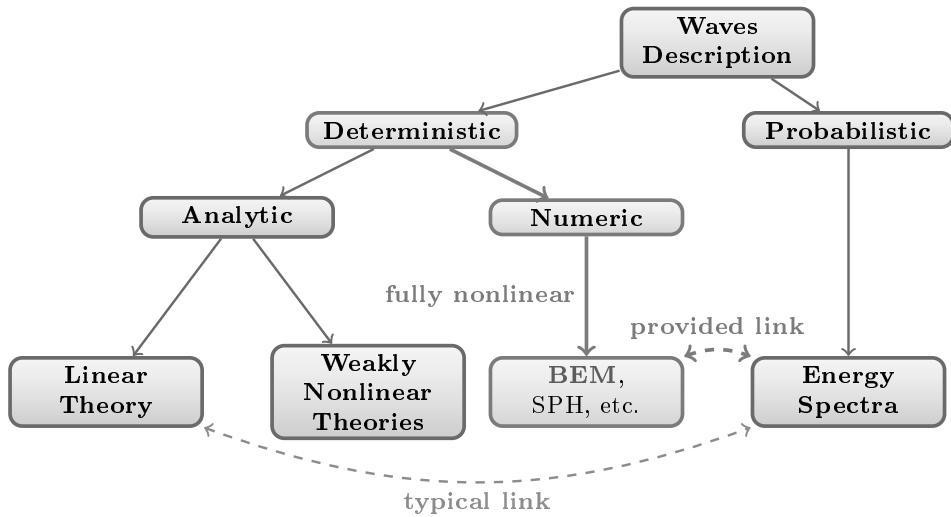 Waves
Description
Deterministic
Probabilistic
Analytic
Numeric
fully nonlinear
provided link
Linear
Theory
Weakly
Nonlinear
Theories
BEM,
SPH, etc.
Energy
Spectra
typical link